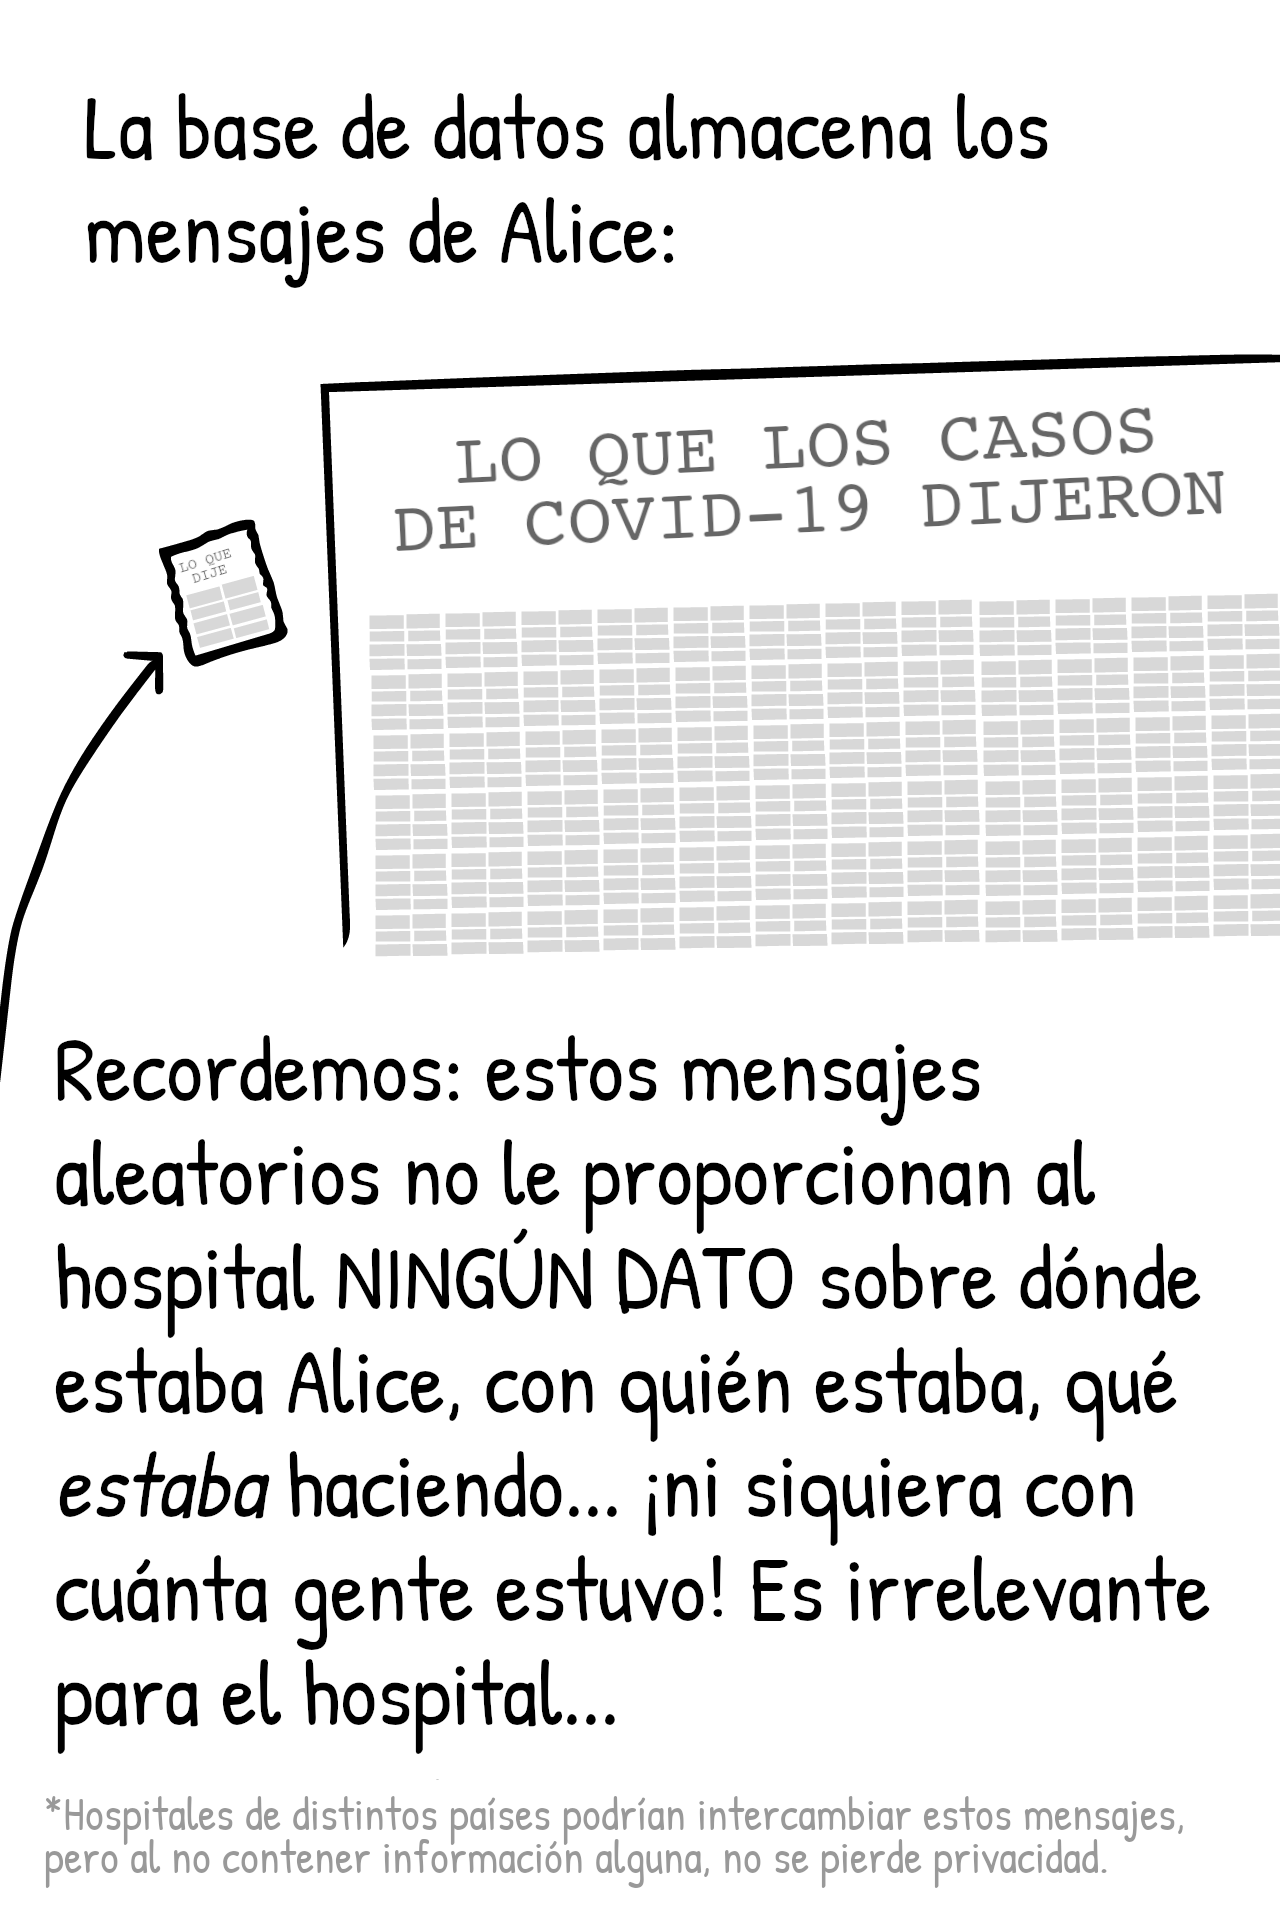 La base de datos almacena los
mensajes de Alice:
LO QUE LOS CASOS
DE COVID-19 DIJERON
LO QUE
DIJE
Recordemos: estos mensajes
aleatorios no le proporcionan al
hospital NINGÚN DATO sobre dónde
estaba Alice, con quién estaba, qué
estaba haciendo... ¡ni siquiera con
cuánta gente estuvo! Es irrelevante
para el hospital...
*Hospitales de distintos países podrían intercambiar estos mensajes,
pero al no contener información alguna, no se pierde privacidad.